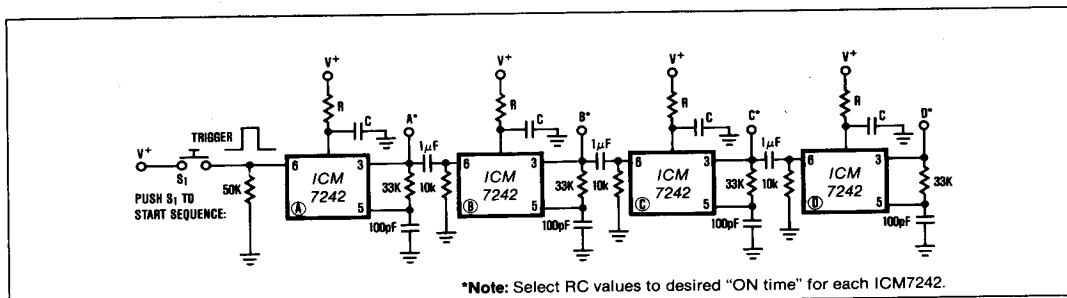 V+
V+
V+
V+
R
C
A*
R
C
B*
R
C
C*
R
C
D*
TRIGGER
V+
S1
PUSH S1 TO
START SEQUENCE:
50K
6
3
ICM
7242
5
A
1µF
33K
10k
100pF
6
3
ICM
7242
5
B
1µF
33K
10k
100pF
6
3
ICM
7242
5
C
1µF
33K
10k
100pF
6
3
ICM
7242
5
D
33K
100pF
*Note: Select RC values to desired "ON time" for each ICM7242.